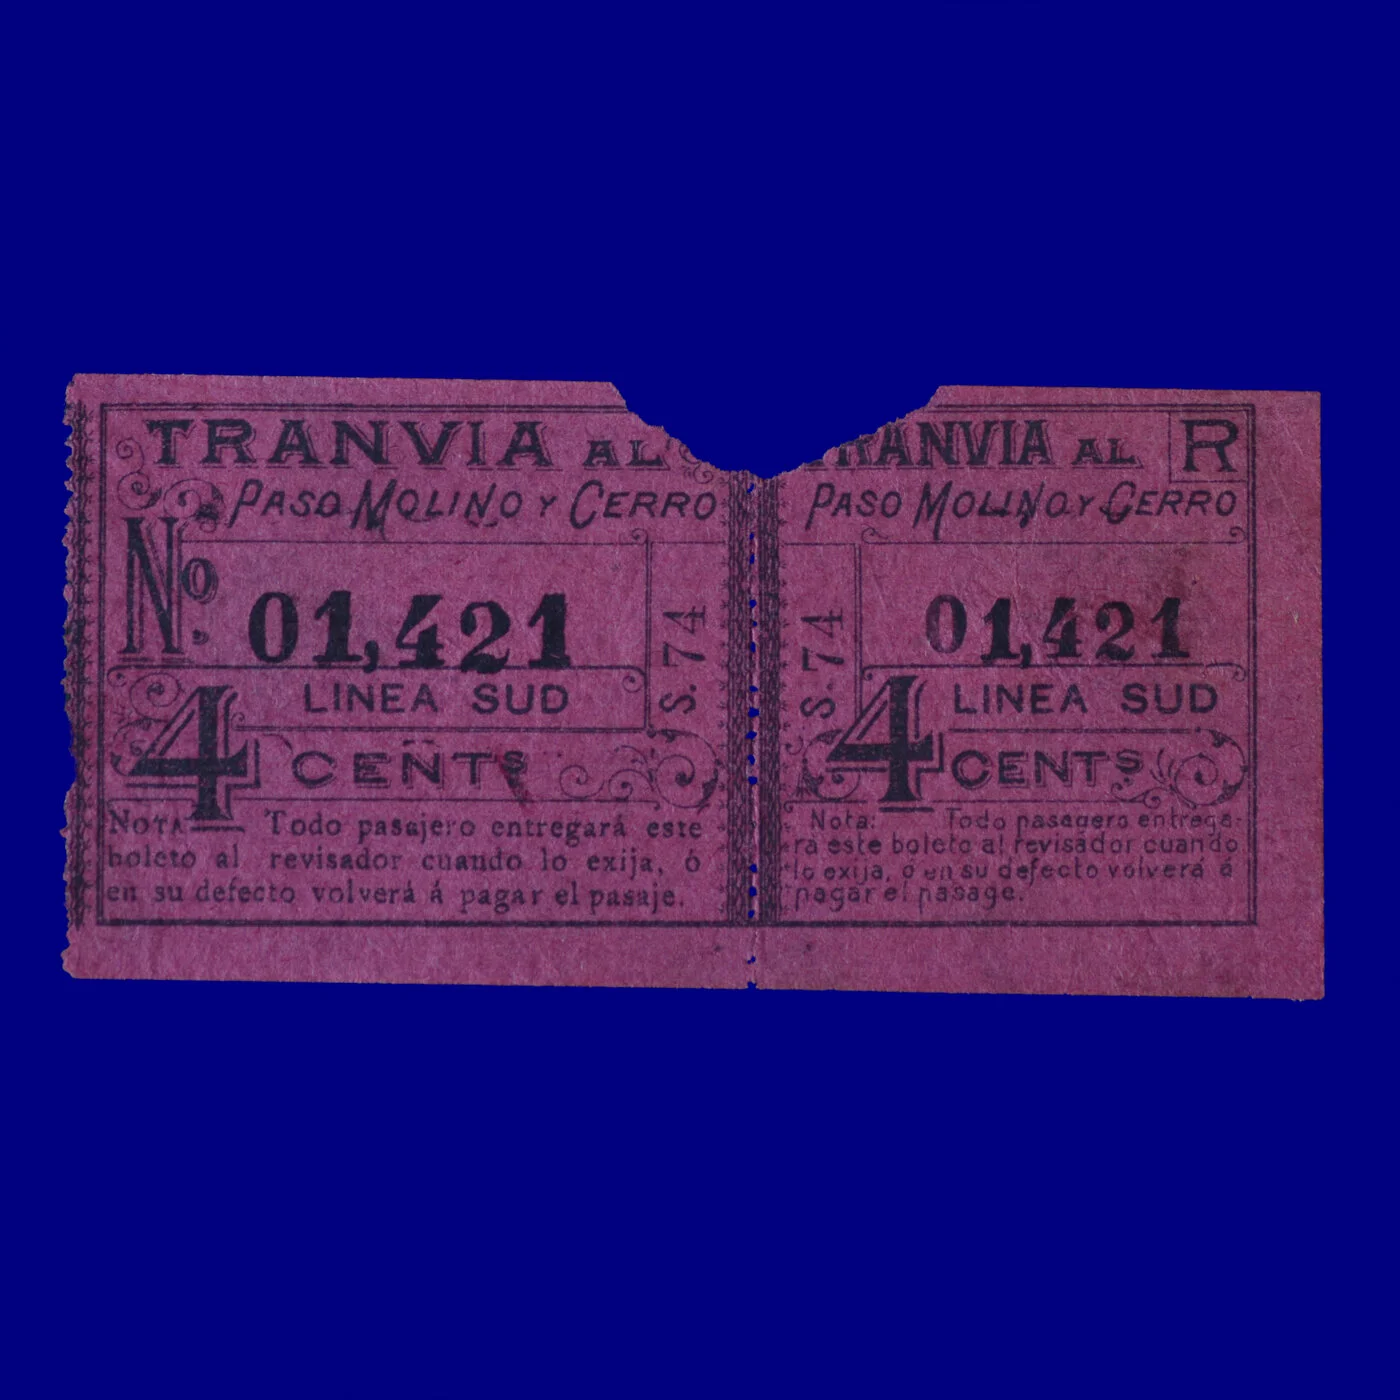 TRANVIA AL
PASO MOLINO Y CERRO
No. 01,421
LINEA SUD
S. 74
4 CENTS
NOTA Todo pasajero entregará este
boleto al revisador cuando lo exija, ó
en su defecto volverá á pagar el pasaje.
TRANVIA AL R
PASO MOLINO Y CERRO
01,421
S. 74
LINEA SUD
4 CENTS
Nota: Todo pasagero entrega-
rá este boleto al revisador cuando
lo exija, ó en su defecto volverá á
pagar el pasage.